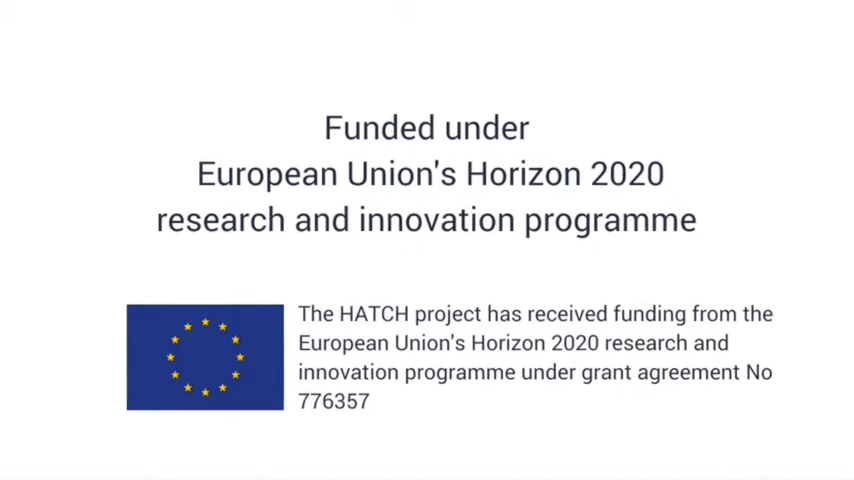 Funded under
European Union's Horizon 2020
research and innovation programme
The HATCH project has received funding from the
European Union's Horizon 2020 research and
innovation programme under grant agreement No
776357